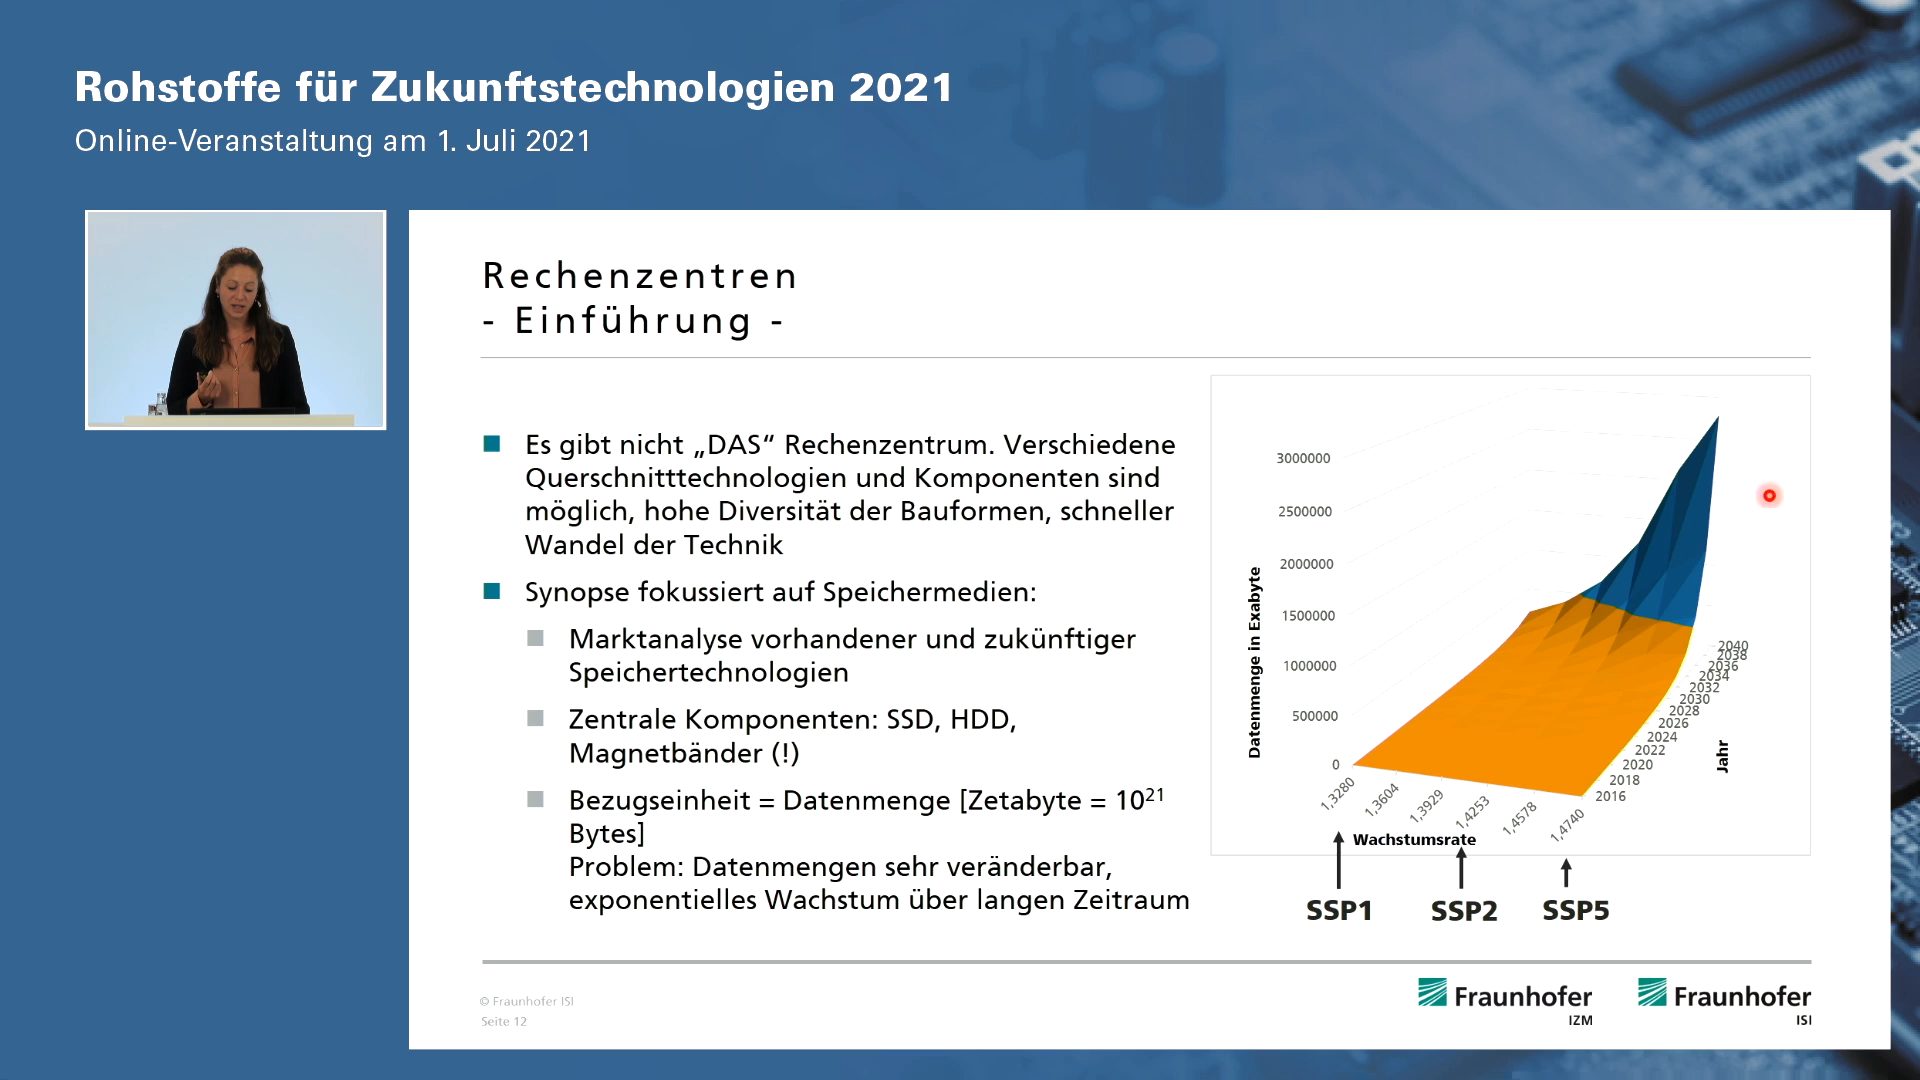 Rohstoffe für Zukunftstechnologien 2021
Online-Veranstaltung am 1. Juli 2021
Rechenzentren
- Einführung -
Es gibt nicht „DAS“ Rechenzentrum. Verschiedene
Querschnitttechnologien und Komponenten sind
möglich, hohe Diversität der Bauformen, schneller
Wandel der Technik
Synopse fokussiert auf Speichermedien:
Marktanalyse vorhandener und zukünftiger
Speichertechnologien
Zentrale Komponenten: SSD, HDD,
Magnetbänder (!)
Bezugseinheit = Datenmenge [Zetabyte = 10²¹
Bytes]
Problem: Datenmengen sehr veränderbar,
exponentielles Wachstum über langen Zeitraum
Datenmenge in Exabyte
3000000
2500000
2000000
1500000
1000000
500000
0
1,3280
1,3604
1,3929
1,4253
1,4578
1,4740
Wachstumsrate
2040
2038
2036
2034
2032
2030
2028
2026
2024
2022
2020
2018
2016
Jahr
SSP1
SSP2
SSP5
© Fraunhofer ISI
Seite 12
Fraunhofer
IZM
Fraunhofer
ISI